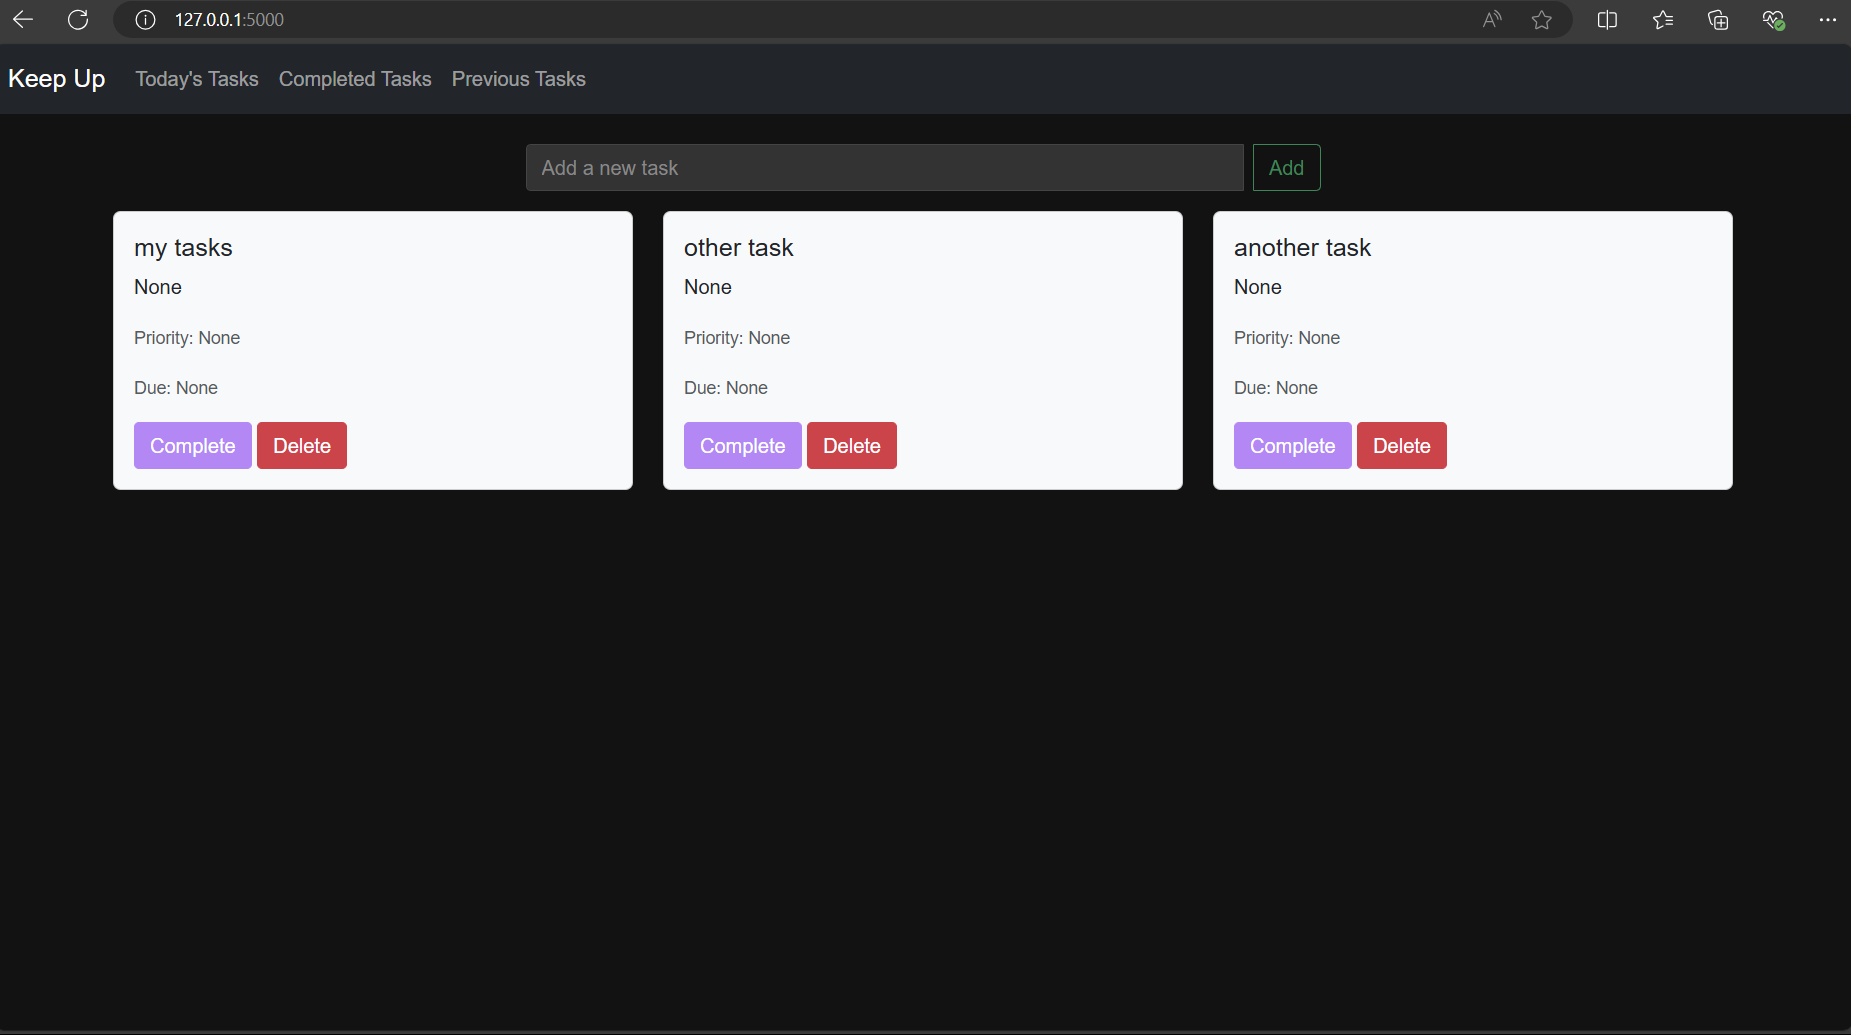 127.0.0.1:5000
Keep Up Today's Tasks Completed Tasks Previous Tasks
Add a new task Add
my tasks
None
Priority: None
Due: None
Complete Delete
other task
None
Priority: None
Due: None
Complete Delete
another task
None
Priority: None
Due: None
Complete Delete